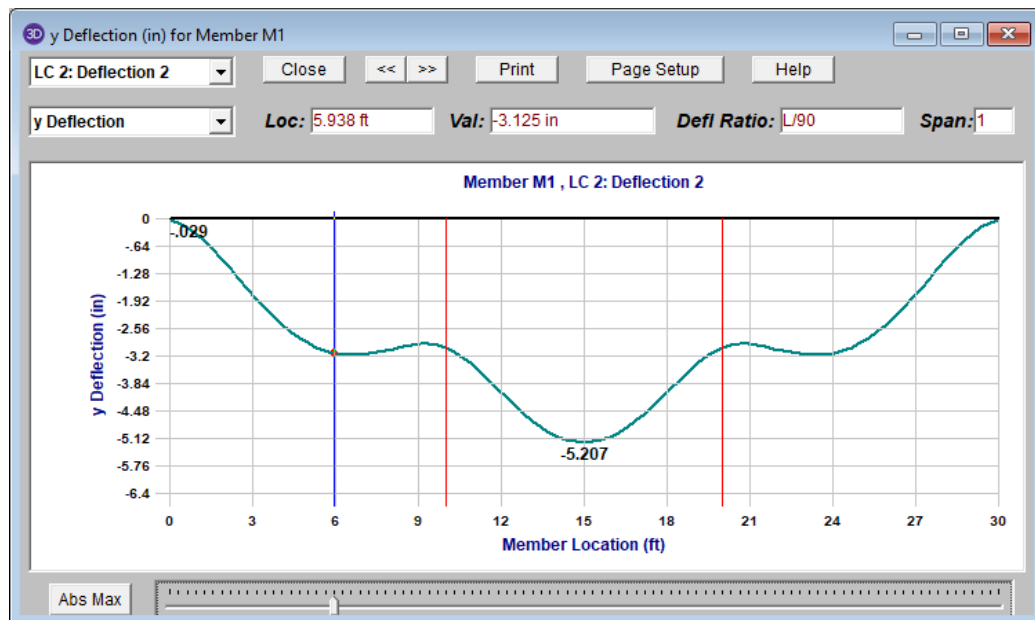 3D y Deflection (in) for Member M1
LC 2: Deflection 2 Close << >> Print Page Setup Help
y Deflection Loc: 5.938 ft Val: -3.125 in Defl Ratio: L/90 Span: 1
Member M1 , LC 2: Deflection 2
0
-.029
-.64
-1.28
-1.92
-2.56
-3.2
-3.84
-4.48
-5.12
-5.207
-5.76
-6.4
y Deflection (in)
0 3 6 9 12 15 18 21 24 27 30
Member Location (ft)
Abs Max